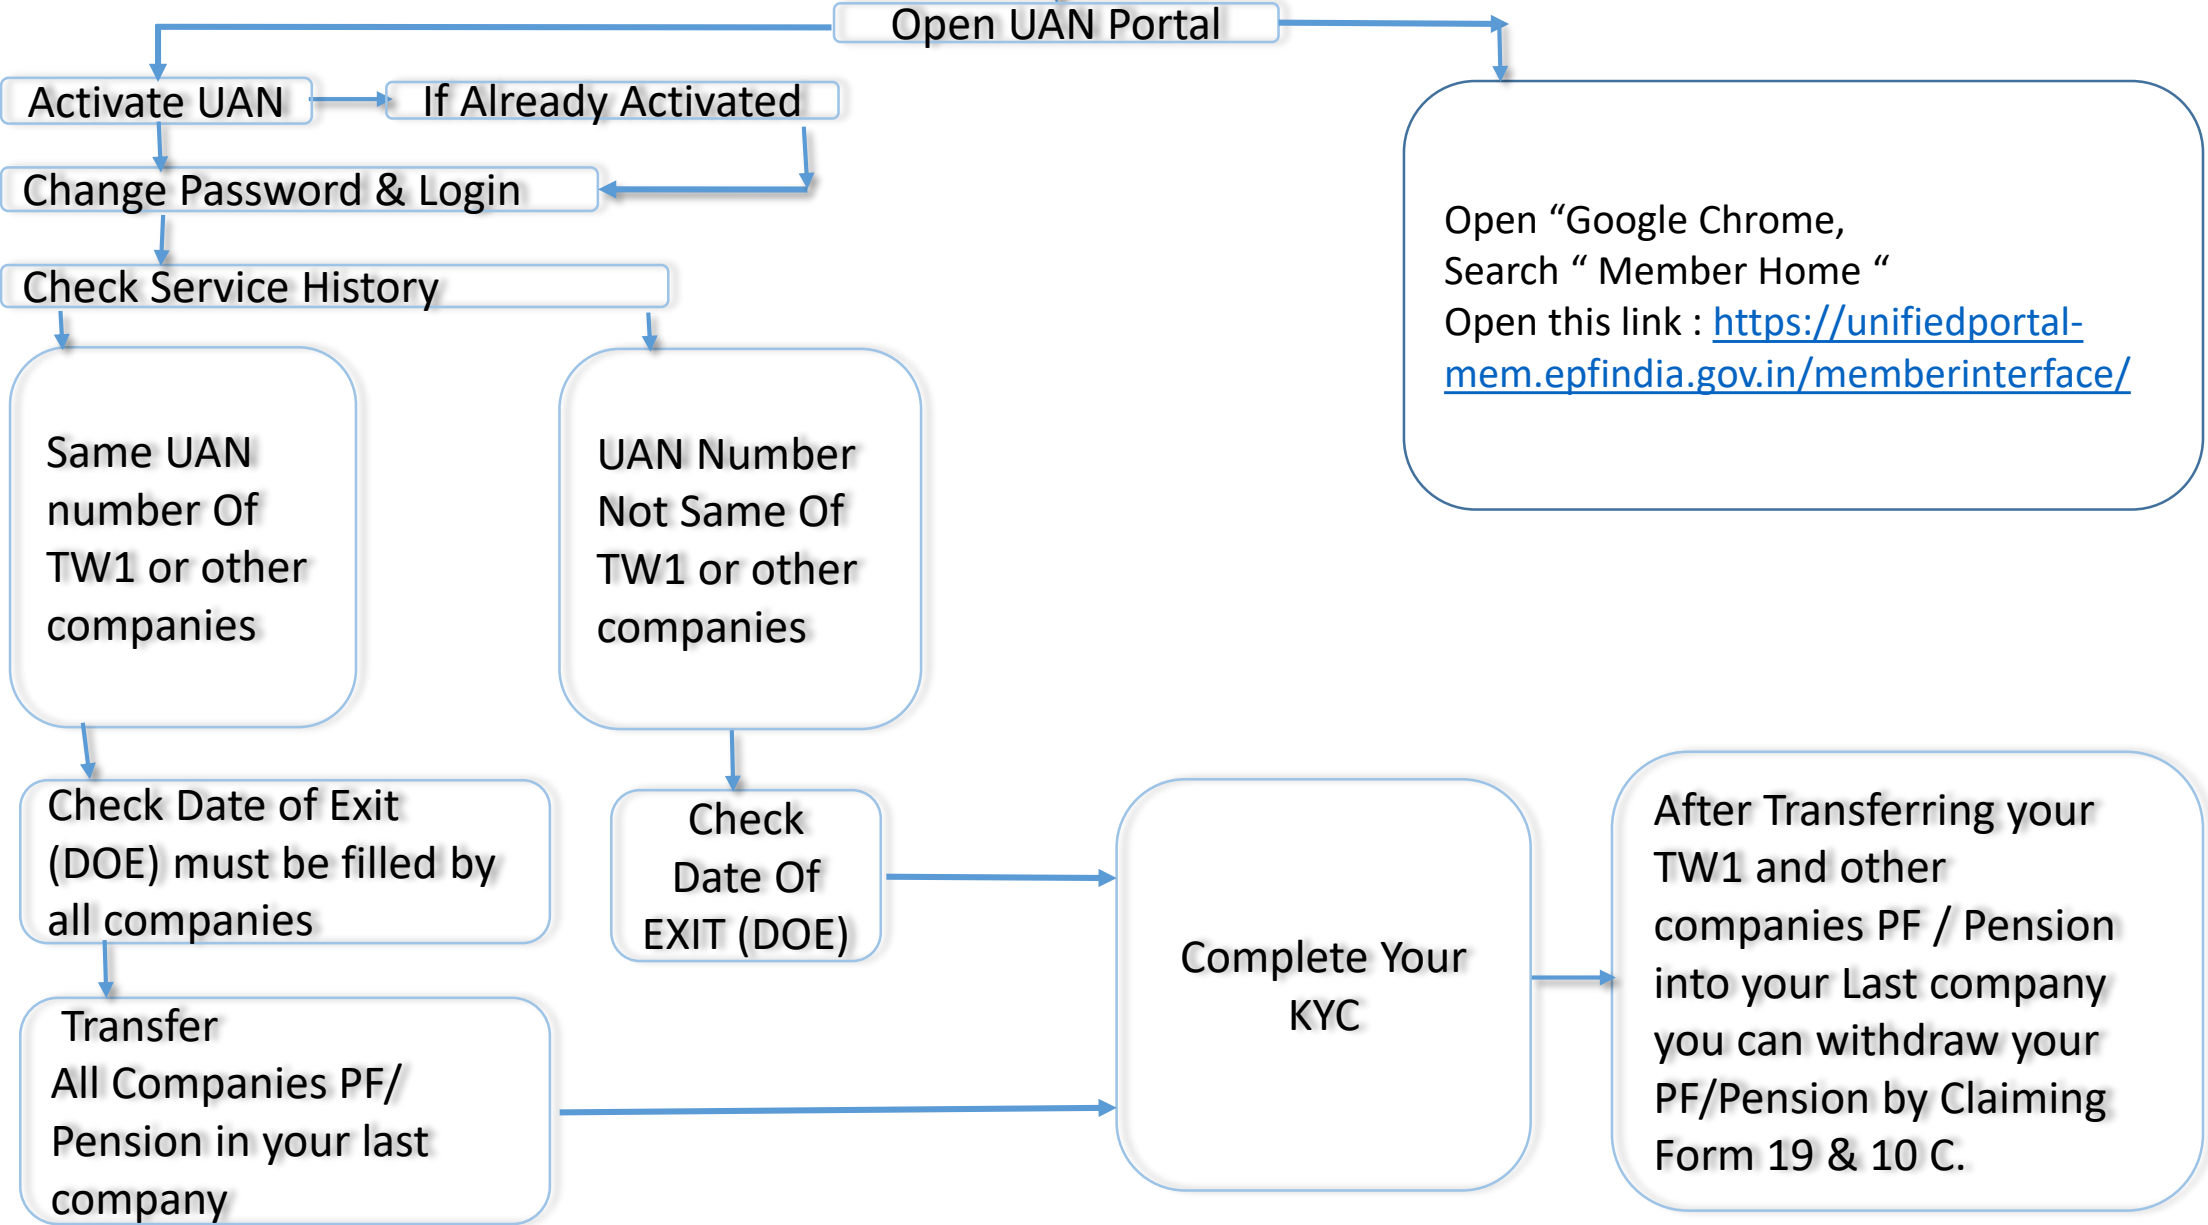 Open UAN Portal
Activate UAN
If Already Activated
Change Password & Login
Check Service History
Open “Google Chrome,
Search “ Member Home “
Open this link : https://unifiedportal-
mem.epfindia.gov.in/memberinterface/
Same UAN
number Of
TW1 or other
companies
UAN Number
Not Same Of
TW1 or other
companies
Check Date of Exit
(DOE) must be filled by
all companies
Check
Date Of
EXIT (DOE)
Transfer
All Companies PF/
Pension in your last
company
Complete Your
KYC
After Transferring your
TW1 and other
companies PF / Pension
into your Last company
you can withdraw your
PF/Pension by Claiming
Form 19 & 10 C.